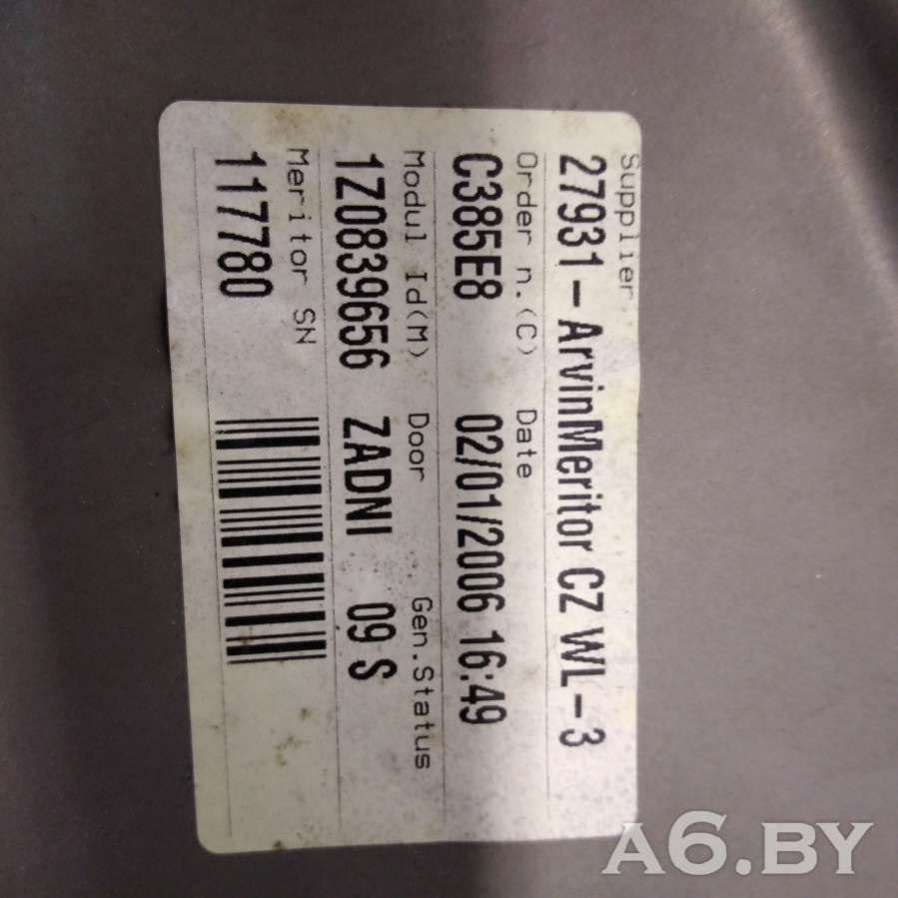 Supplier
27931-ArvinMeritor CZ WL-3
Order n.(C) Date
C385E8 02/01/2006 16:49
Modul Id(M) Door Gen.Status
1Z0839656 ZADNI 09 S
Meritor SN
117780
A6.BY